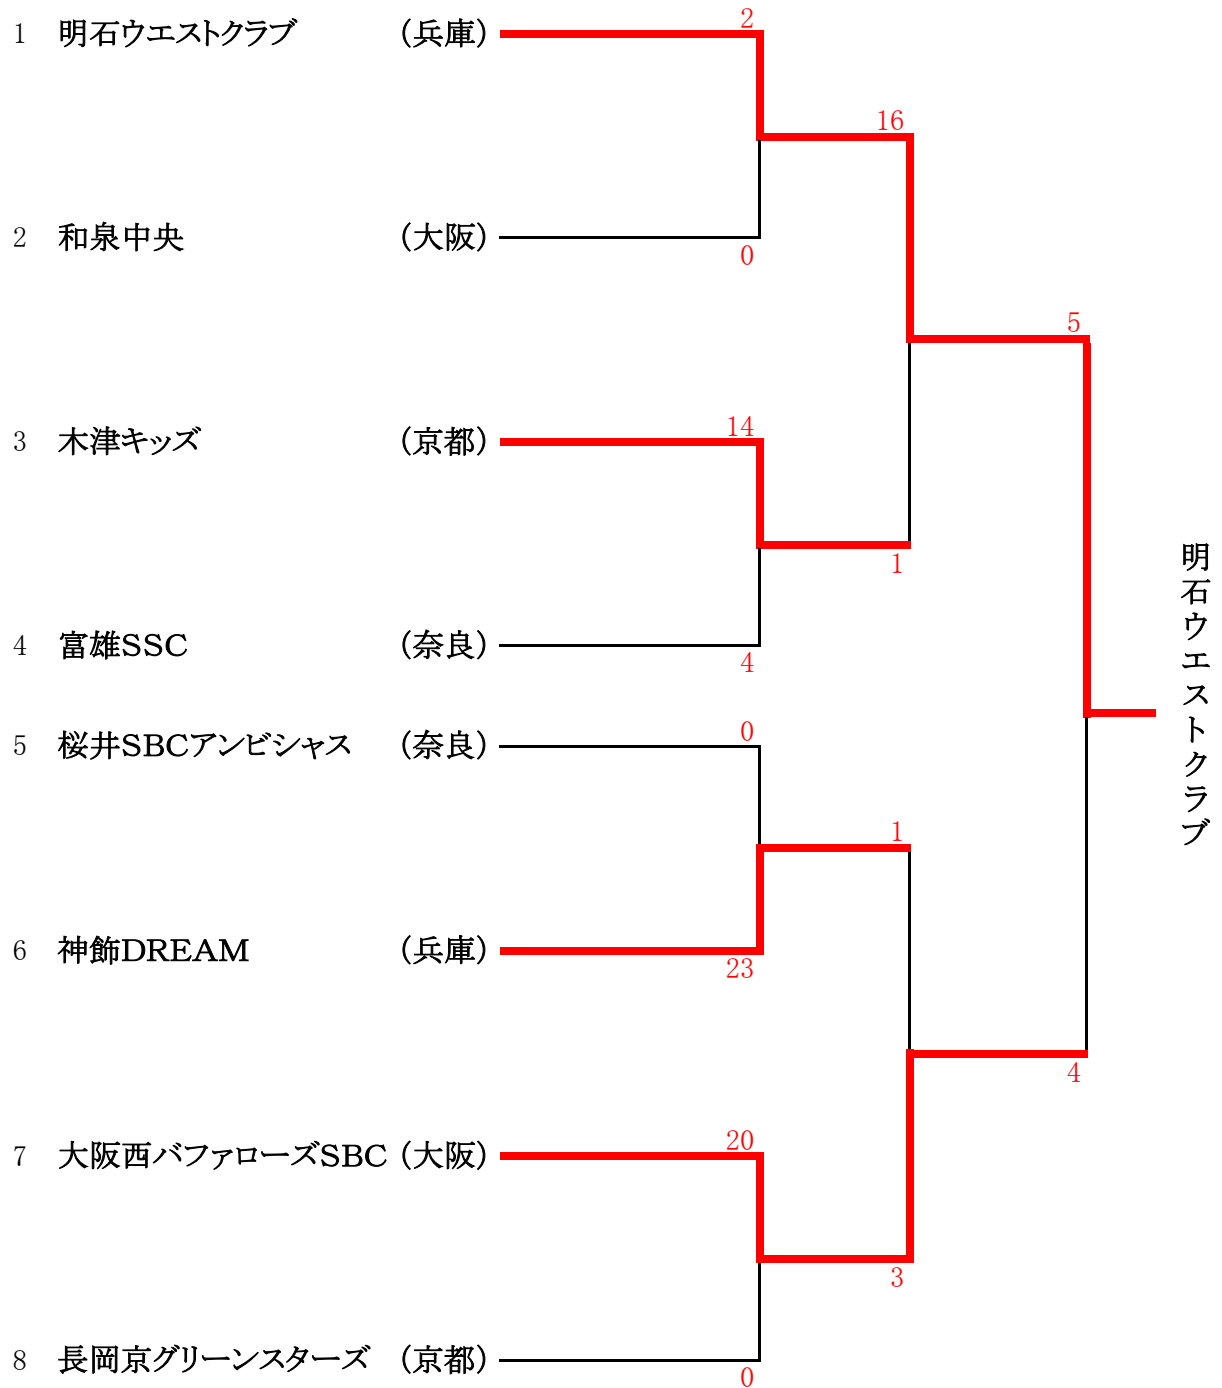 2
1 明石ウエストクラブ （兵庫）
16
2 和泉中央 （大阪）
0
5
14
3 木津キッズ （京都）
1
4 富雄SSC （奈良）
4
0
5 桜井SBCアンビシャス （奈良）
明石ウエストクラブ
1
6 神飾DREAM （兵庫）
23
4
20
7 大阪西バファローズSBC （大阪）
3
8 長岡京グリーンスターズ （京都）
0